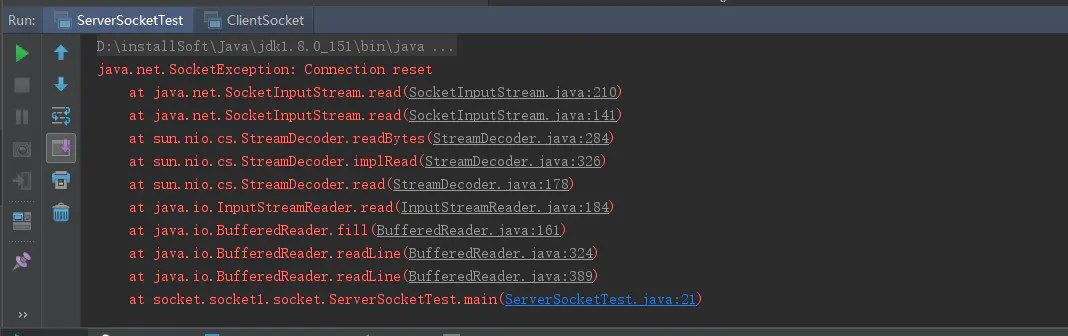 Run: ServerSocketTest ClientSocket
D:\installSoft\Java\jdk1.8.0_151\bin\java ...
java.net.SocketException: Connection reset
at java.net.SocketInputStream.read(SocketInputStream.java:210)
at java.net.SocketInputStream.read(SocketInputStream.java:141)
at sun.nio.cs.StreamDecoder.readBytes(StreamDecoder.java:284)
at sun.nio.cs.StreamDecoder.implRead(StreamDecoder.java:326)
at sun.nio.cs.StreamDecoder.read(StreamDecoder.java:178)
at java.io.InputStreamReader.read(InputStreamReader.java:184)
at java.io.BufferedReader.fill(BufferedReader.java:161)
at java.io.BufferedReader.readLine(BufferedReader.java:324)
at java.io.BufferedReader.readLine(BufferedReader.java:389)
at socket.socket1.socket.ServerSocketTest.main(ServerSocketTest.java:21)